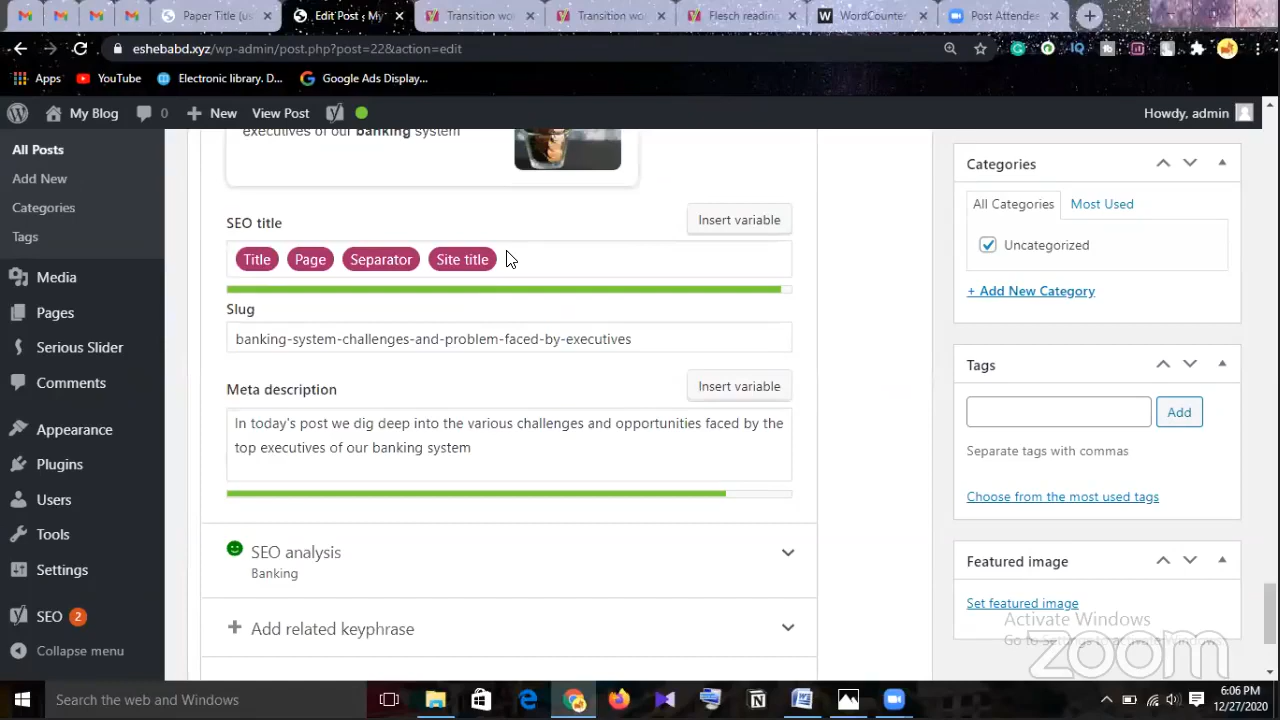 Paper Title (us
Edit Post ‹ My
Transition wo
Transition wo
Flesch readin
WordCounter
Post Attendee
eshebabd.xyz/wp-admin/post.php?post=22&action=edit
Apps
YouTube
Electronic library. D...
Google Ads Display...
My Blog
0
New
View Post
Howdy, admin
All Posts
Add New
Categories
Tags
Media
Pages
Serious Slider
Comments
Appearance
Plugins
Users
Tools
Settings
SEO 2
Collapse menu
executives of our banking system
SEO title
Insert variable
Title Page Separator Site title
Slug
banking-system-challenges-and-problem-faced-by-executives
Meta description
Insert variable
In today's post we dig deep into the various challenges and opportunities faced by the
top executives of our banking system
SEO analysis
Banking
Add related keyphrase
Categories
All Categories
Most Used
Uncategorized
+ Add New Category
Tags
Add
Separate tags with commas
Choose from the most used tags
Featured image
Set featured image
Activate Windows
Go to Settings to activate Windows.
zoom
Search the web and Windows
6:06 PM
12/27/2020